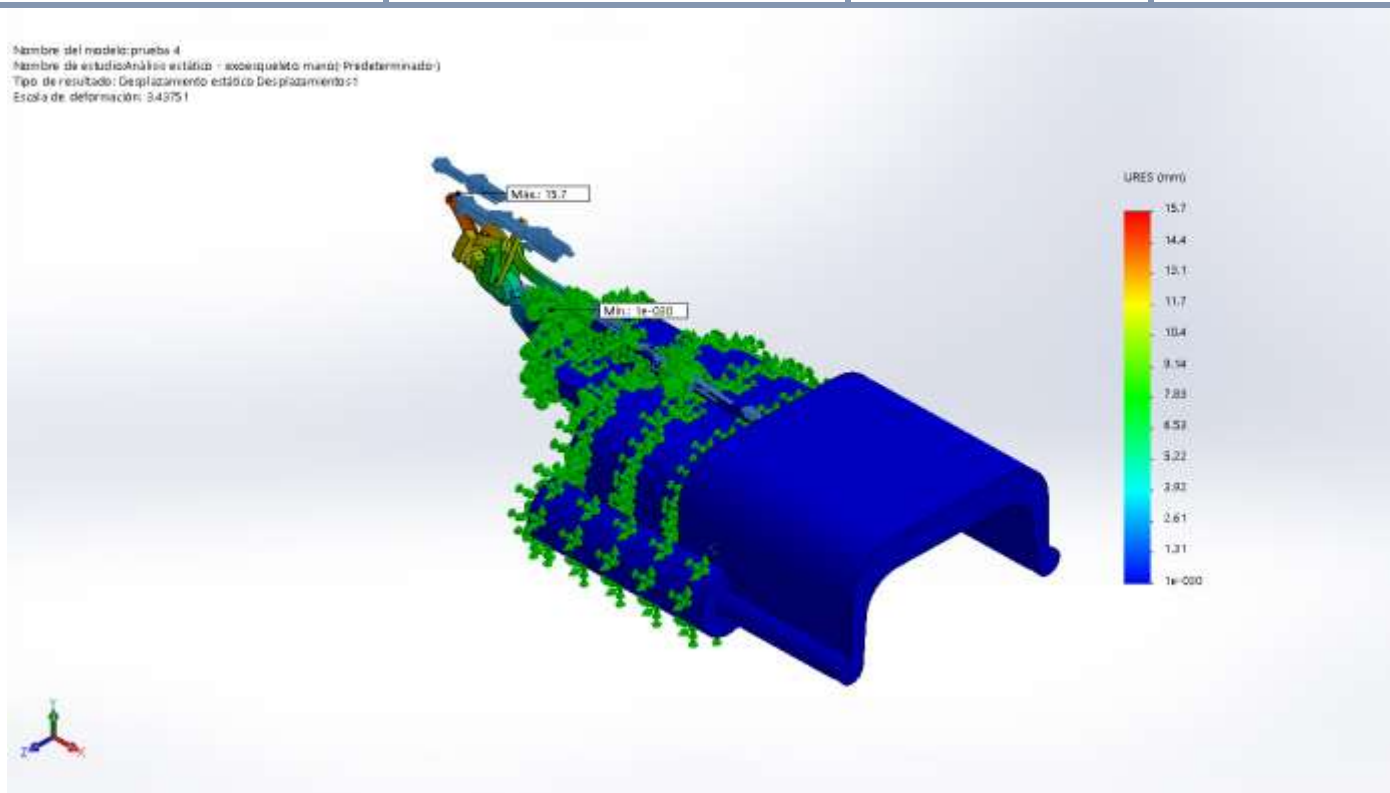 Nombre del modelo:prueba 4
Nombre de estudio:Análisis estático - exoesqueleto mano(-Predeterminado-)
Tipo de resultado: Desplazamiento estático Desplazamientos1
Escala de deformación: 3.43751
Máx.: 15.7
Mín.: 1e-030
URES (mm)
15.7
14.4
13.1
11.7
10.4
9.14
7.83
6.53
5.22
3.92
2.61
1.31
1e-030
Y
Z
X